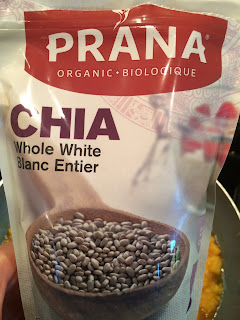 PRANA
ORGANIC • BIOLOGIQUE
CHIA
Whole White
Blanc Entier